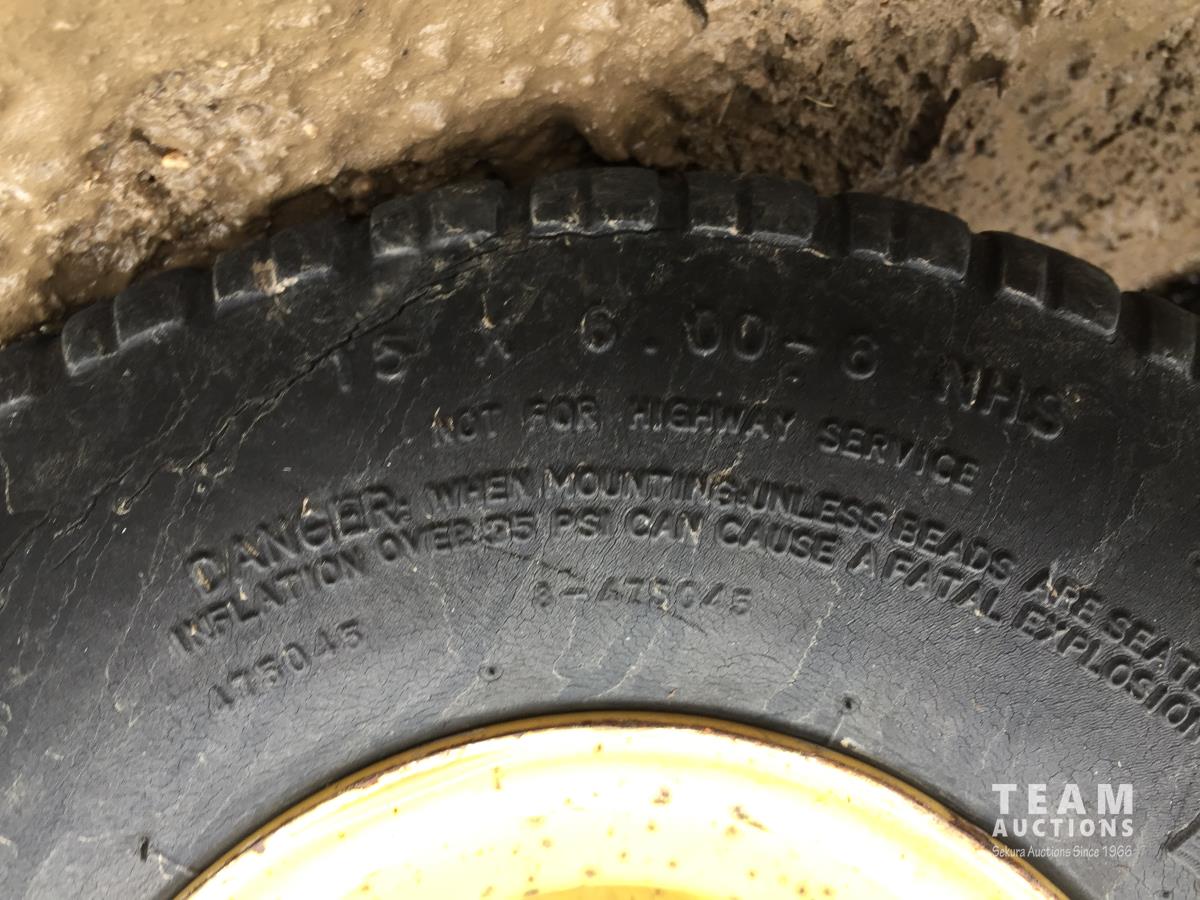 15 x 6.00-6 NHS
NOT FOR HIGHWAY SERVICE
DANGER: WHEN MOUNTING, UNLESS BEADS ARE SEAT
INFLATION OVER 35 PSI CAN CAUSE A FATAL EXPLOSION
8-475045
475045
TEAM
AUCTIONS
Sekura Auctions Since 1966